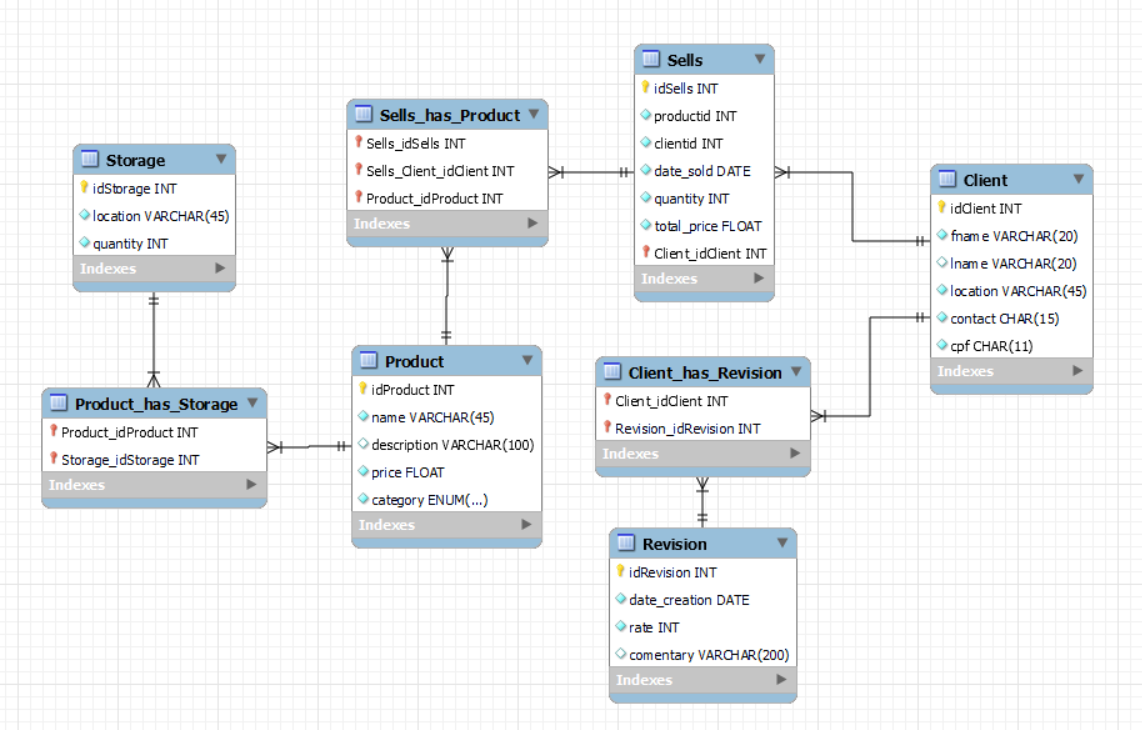 Storage
idStorage INT
location VARCHAR(45)
quantity INT
Indexes
Sells_has_Product
Sells_idSells INT
Sells_Client_idClient INT
Product_idProduct INT
Indexes
Sells
idSells INT
productid INT
clientid INT
date_sold DATE
quantity INT
total_price FLOAT
Client_idClient INT
Indexes
Client
idClient INT
fname VARCHAR(20)
lname VARCHAR(20)
location VARCHAR(45)
contact CHAR(15)
cpf CHAR(11)
Indexes
Product_has_Storage
Product_idProduct INT
Storage_idStorage INT
Indexes
Product
idProduct INT
name VARCHAR(45)
description VARCHAR(100)
price FLOAT
category ENUM(...)
Indexes
Client_has_Revision
Client_idClient INT
Revision_idRevision INT
Indexes
Revision
idRevision INT
date_creation DATE
rate INT
comentary VARCHAR(200)
Indexes